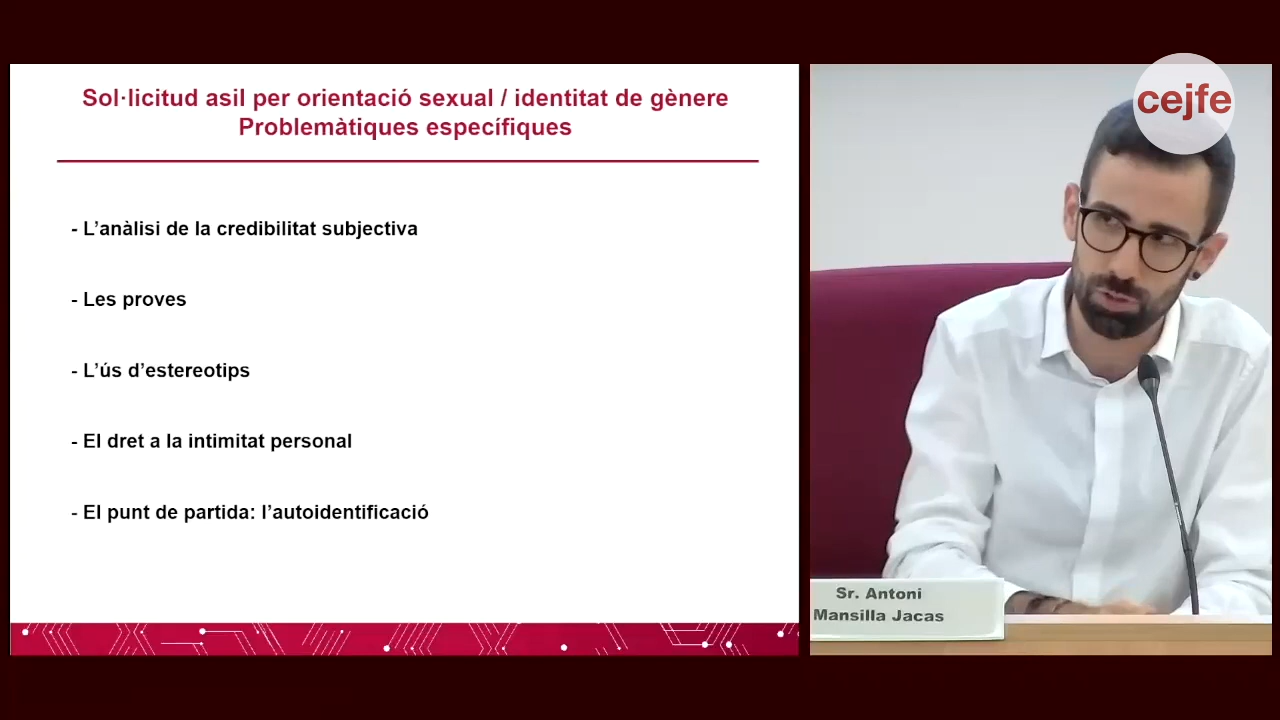 Sol·licitud asil per orientació sexual / identitat de gènere
Problemàtiques específiques
- L’anàlisi de la credibilitat subjectiva
- Les proves
- L’ús d’estereotips
- El dret a la intimitat personal
- El punt de partida: l’autoidentificació
cejfe
Sr. Antoni
Mansilla Jacas